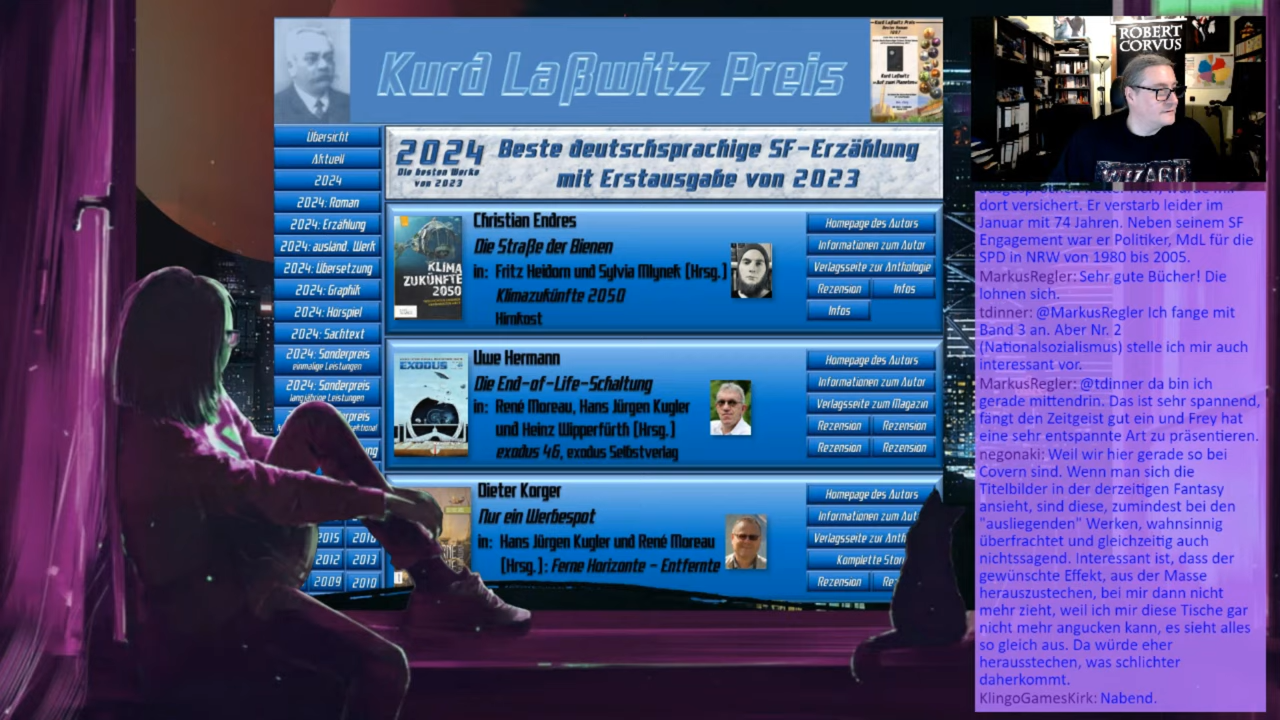 Kurd Laßwitz Preis
ROBERT
CORVUS
WIZARD
Übersicht
Aktuell
2024
2024: Roman
2024: Erzählung
2024: ausländ. Werk
2024: Übersetzung
2024: Graphik
2024: Hörspiel
2024: Sachtext
2024: Sonderpreis
einmalige Leistungen
2024: Sonderpreis
langjährige Leistungen
2015
2012 2013
2009 2010
2024 Beste deutschsprachige SF-Erzählung
Die besten Werke
von 2023
mit Erstausgabe von 2023
KLIMA
ZUKÜNFTE
2050
Christian Endres
Die Straße der Bienen
in: Fritz Heidorn und Sylvia Mlynek (Hrsg.)
Klimazukünfte 2050
Hirnkost
Homepage des Autors
Informationen zum Autor
Verlagsseite zur Anthologie
Rezension Infos
Infos
EXODUS
Uwe Hermann
Die End-of-Life-Schaltung
in: René Moreau, Hans Jürgen Kugler
und Heinz Wipperfürth (Hrsg.)
exodus 46, exodus Selbstverlag
Homepage des Autors
Informationen zum Autor
Verlagsseite zum Magazin
Rezension Rezension
Rezension Rezension
Dieter Korger
Nur ein Werbespot
in: Hans Jürgen Kugler und René Moreau
(Hrsg.): Ferne Horizonte - Entfernte
Homepage des Autors
Informationen zum Aut
Verlagsseite zur Anth
Komplette Stor
Rezension Re
dort versichert. Er verstarb leider im
Januar mit 74 Jahren. Neben seinem SF
Engagement war er Politiker, MdL für die
SPD in NRW von 1980 bis 2005.
MarkusRegler: Sehr gute Bücher! Die
lohnen sich.
tdinner: @MarkusRegler Ich fange mit
Band 3 an. Aber Nr. 2
(Nationalsozialismus) stelle ich mir auch
interessant vor.
MarkusRegler: @tdinner da bin ich
gerade mittendrin. Das ist sehr spannend,
fängt den Zeitgeist gut ein und Frey hat
eine sehr entspannte Art zu präsentieren.
negonaki: Weil wir hier gerade so bei
Covern sind. Wenn man sich die
Titelbilder in der derzeitigen Fantasy
ansieht, sind diese, zumindest bei den
"ausliegenden" Werken, wahnsinnig
überfrachtet und gleichzeitig auch
nichtssagend. Interessant ist, dass der
gewünschte Effekt, aus der Masse
herauszustechen, bei mir dann nicht
mehr zieht, weil ich mir diese Tische gar
nicht mehr angucken kann, es sieht alles
so gleich aus. Da würde eher
herausstechen, was schlichter
daherkommt.
KlingoGamesKirk: Nabend.